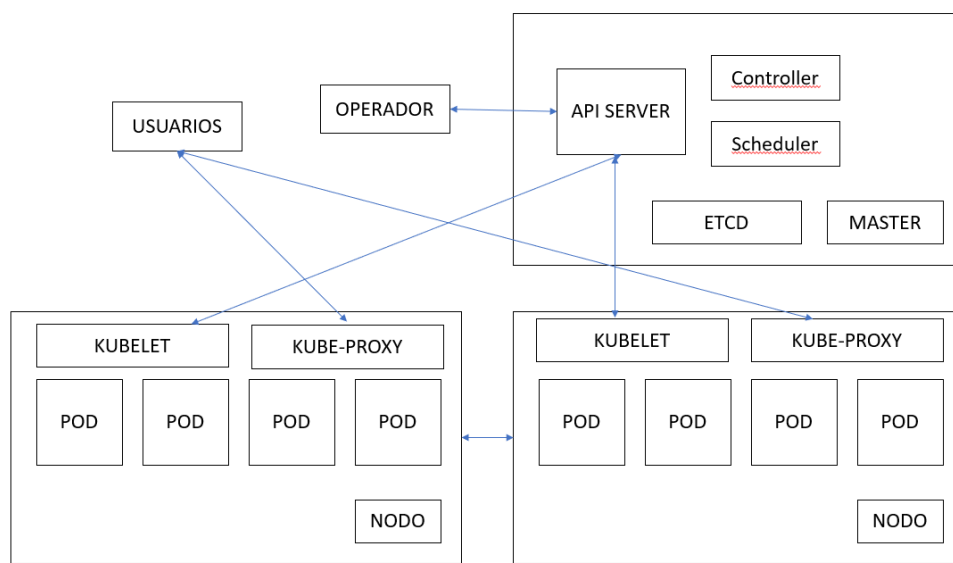 Controller
API SERVER
OPERADOR
USUARIOS
Scheduler
ETCD
MASTER
KUBELET
KUBE-PROXY
POD
POD
POD
POD
NODO
KUBELET
KUBE-PROXY
POD
POD
POD
POD
NODO